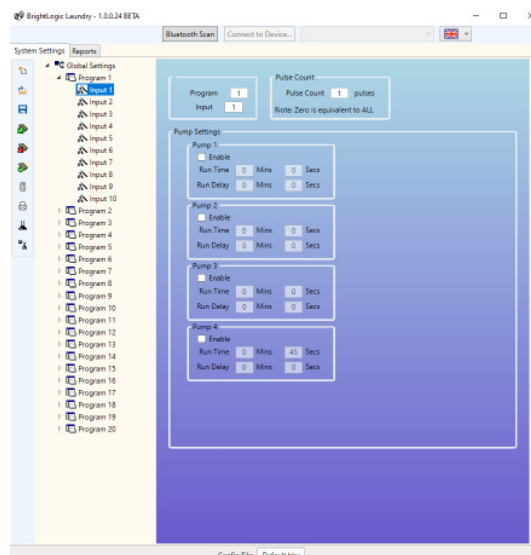 BrightLogic Laundry - 1.0.0.24 BETA
Bluetooth Scan
Connect to Device...
System Settings
Reports
Global Settings
Program 1
Input 1
Input 2
Input 3
Input 4
Input 5
Input 6
Input 7
Input 8
Input 9
Input 10
Program 2
Program 3
Program 4
Program 5
Program 6
Program 7
Program 8
Program 9
Program 10
Program 11
Program 12
Program 13
Program 14
Program 15
Program 16
Program 17
Program 18
Program 19
Program 20
Program 1
Input 1
Pulse Count
Pulse Count 1 pulses
Note: Zero is equivalent to ALL
Pump Settings
Pump 1
Enable
Run Time 0 Mins 0 Secs
Run Delay 0 Mins 0 Secs
Pump 2
Enable
Run Time 0 Mins 0 Secs
Run Delay 0 Mins 0 Secs
Pump 3
Enable
Run Time 0 Mins 0 Secs
Run Delay 0 Mins 0 Secs
Pump 4
Enable
Run Time 0 Mins 45 Secs
Run Delay 0 Mins 0 Secs